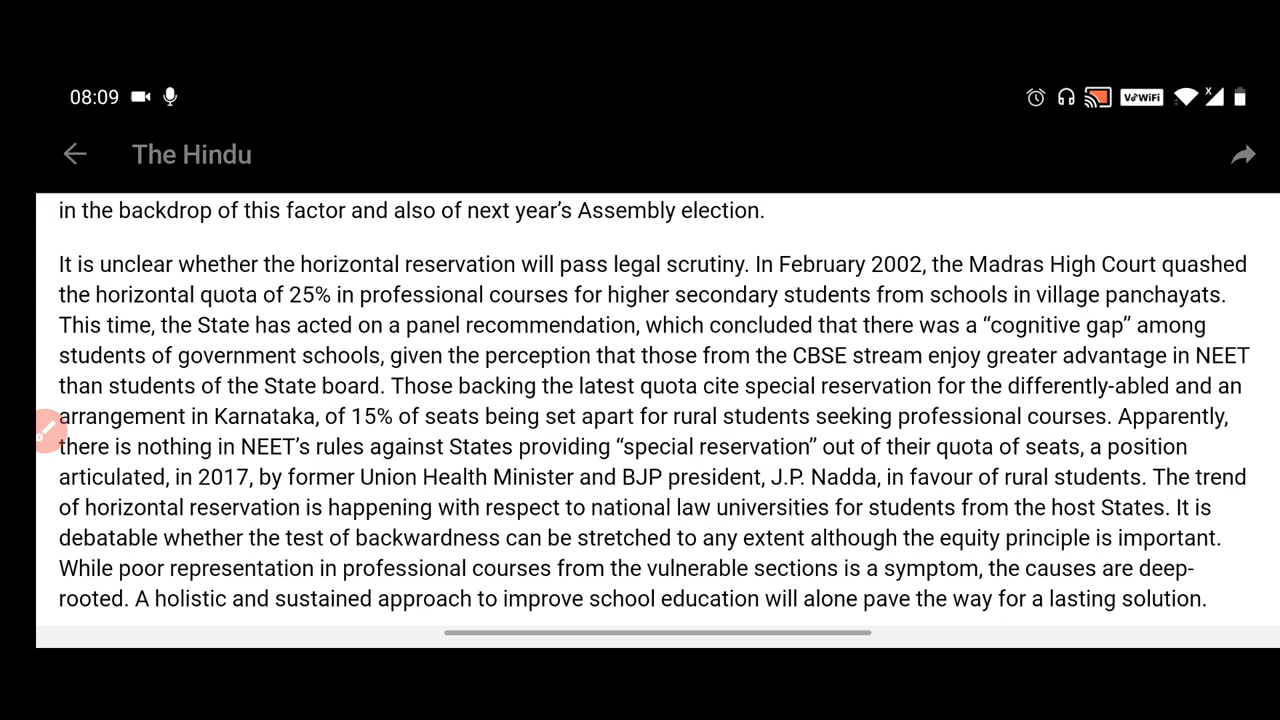 08:09
VoWiFi
X
The Hindu
in the backdrop of this factor and also of next year’s Assembly election.
It is unclear whether the horizontal reservation will pass legal scrutiny. In February 2002, the Madras High Court quashed
the horizontal quota of 25% in professional courses for higher secondary students from schools in village panchayats.
This time, the State has acted on a panel recommendation, which concluded that there was a “cognitive gap” among
students of government schools, given the perception that those from the CBSE stream enjoy greater advantage in NEET
than students of the State board. Those backing the latest quota cite special reservation for the differently-abled and an
arrangement in Karnataka, of 15% of seats being set apart for rural students seeking professional courses. Apparently,
there is nothing in NEET’s rules against States providing “special reservation” out of their quota of seats, a position
articulated, in 2017, by former Union Health Minister and BJP president, J.P. Nadda, in favour of rural students. The trend
of horizontal reservation is happening with respect to national law universities for students from the host States. It is
debatable whether the test of backwardness can be stretched to any extent although the equity principle is important.
While poor representation in professional courses from the vulnerable sections is a symptom, the causes are deep-
rooted. A holistic and sustained approach to improve school education will alone pave the way for a lasting solution.